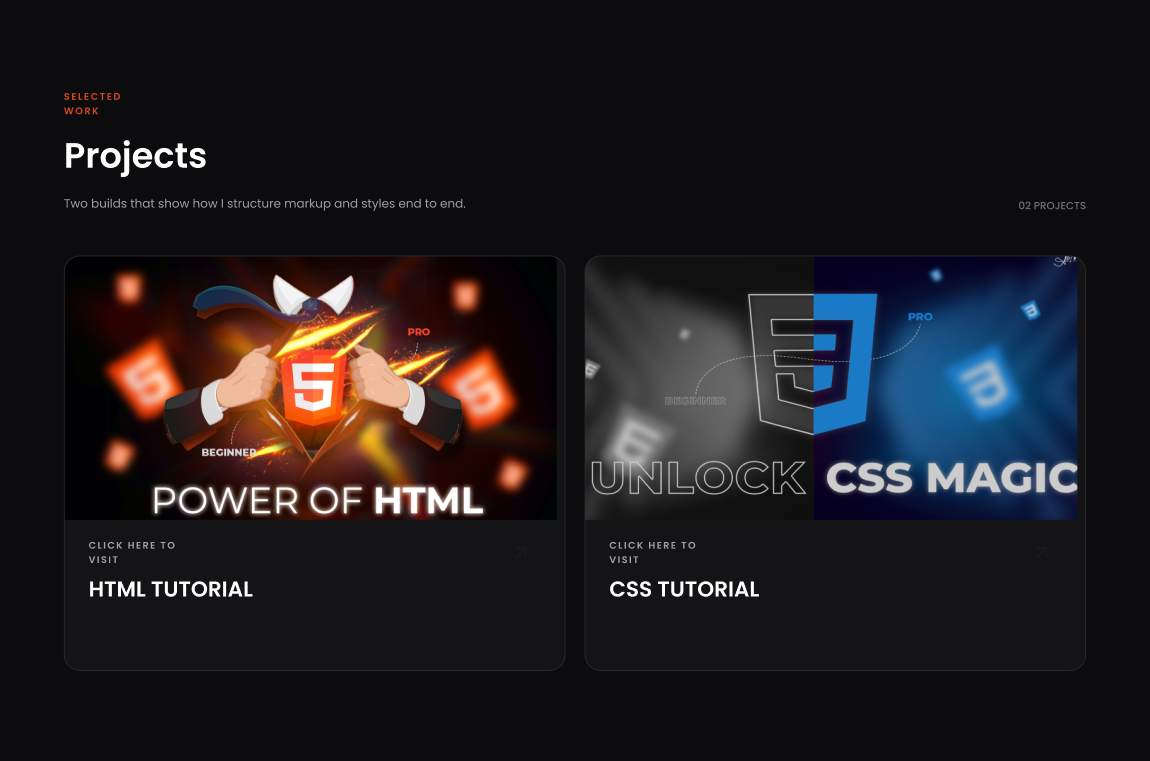 SELECTED
WORK
Projects
Two builds that show how I structure markup and styles end to end.
02 PROJECTS
PRO
BEGINNER
POWER OF HTML
CLICK HERE TO
VISIT
HTML TUTORIAL
PRO
BEGINNER
UNLOCK CSS MAGIC
CLICK HERE TO
VISIT
CSS TUTORIAL